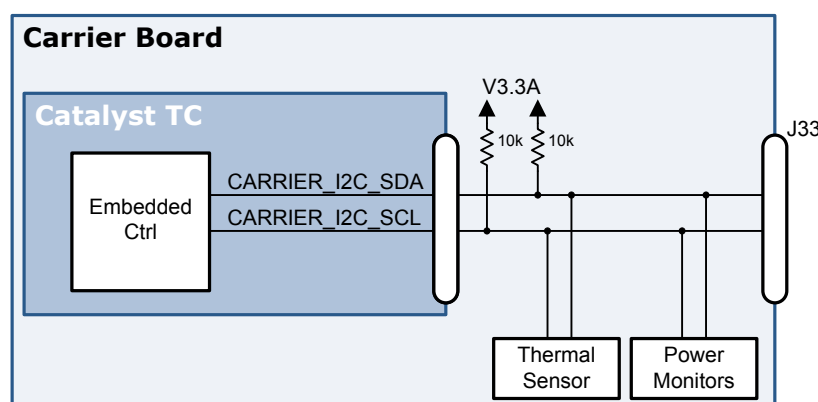 Carrier Board
V3.3A
Catalyst TC
J33
10k
10k
CARRIER_I2C_SDA
Embedded
Ctrl
CARRIER_I2C_SCL
Thermal
Sensor
Power
Monitors